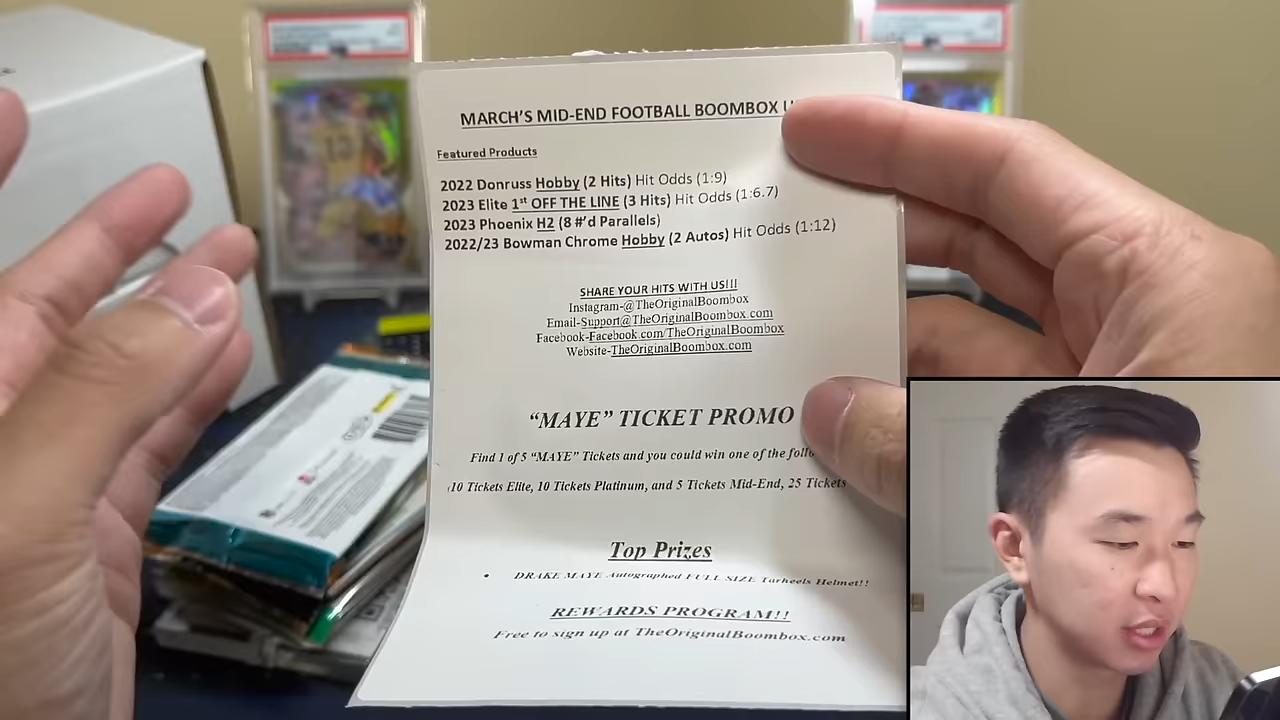 MARCH'S MID-END FOOTBALL BOOMBOX
Featured Products
2022 Donruss Hobby (2 Hits) Hit Odds (1:9)
2023 Elite 1st OFF THE LINE (3 Hits) Hit Odds (1:6.7)
2023 Phoenix H2 (8 #'d Parallels)
2022/23 Bowman Chrome Hobby (2 Autos) Hit Odds (1:12)
SHARE YOUR HITS WITH US!!!
Instagram-@TheOriginalBoombox
Email-Support@TheOriginalBoombox.com
Facebook-Facebook.com/TheOriginalBoombox
Website-TheOriginalBoombox.com
"MAYE" TICKET PROMO
Find 1 of 5 "MAYE" Tickets and you could win one of the
(10 Tickets Elite, 10 Tickets Platinum, and 5 Tickets Mid-End, 25 Tickets
Top Prizes
• DRAKE MAYE Autographed FULL SIZE Tarheels Helmet!!
REWARDS PROGRAM!!
Free to sign up at TheOriginalBoombox.com